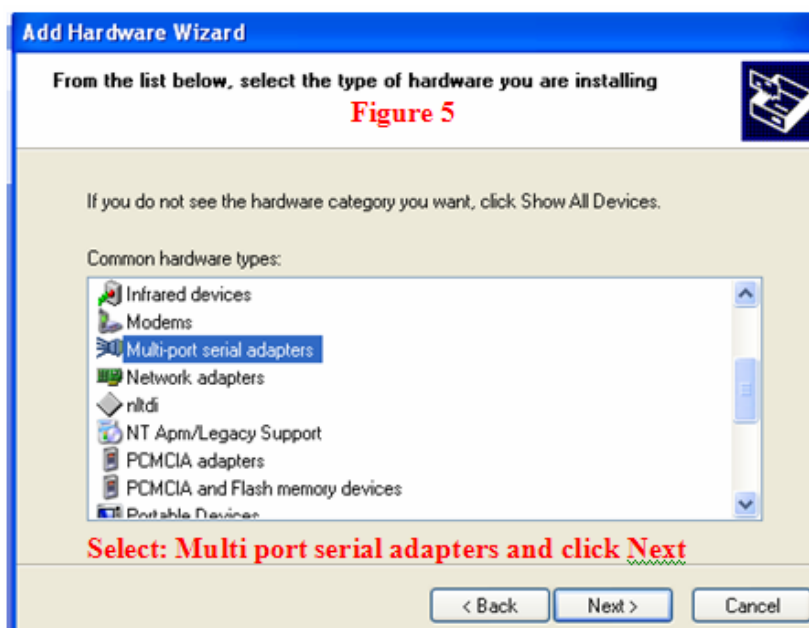 Add Hardware Wizard
From the list below, select the type of hardware you are installing
Figure 5
If you do not see the hardware category you want, click Show All Devices.
Common hardware types:
Infrared devices
Modems
Multi-port serial adapters
Network adapters
nltdi
NT Apm/Legacy Support
PCMCIA adapters
PCMCIA and Flash memory devices
Portable Devices
Select: Multi port serial adapters and click Next
< Back Next > Cancel